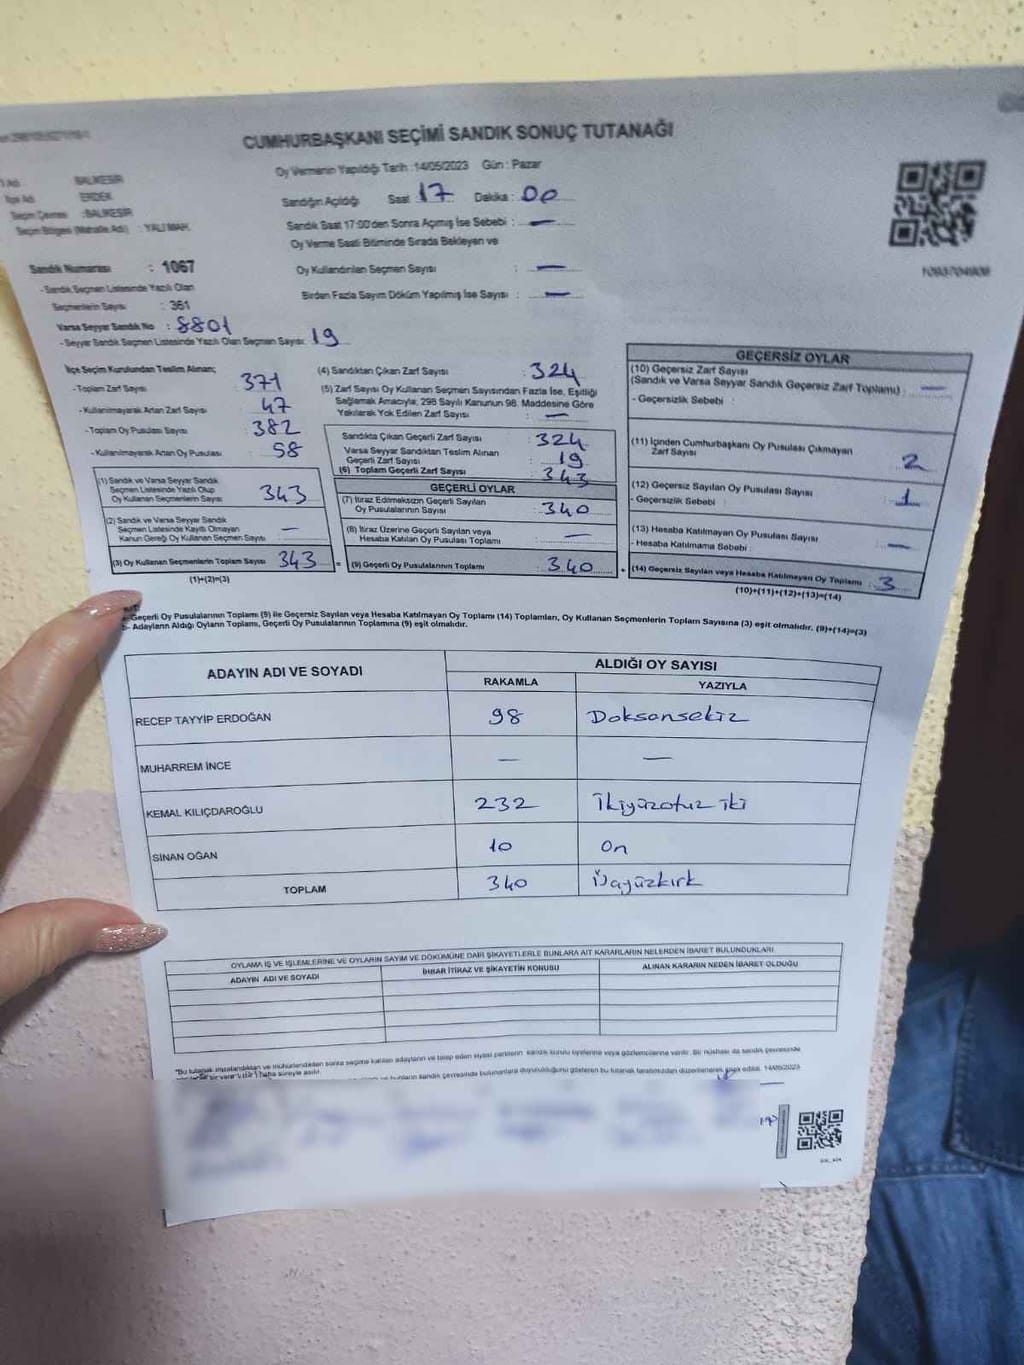 CUMHURBAŞKANI SEÇİMİ SANDIK SONUÇ TUTANAĞI
Oy Vermenin Yapıldığı Tarih : 14/05/2023 Gün : Pazar
Sandığın Açıldığı Saat 17 Dakika : 00
Sandık Saat 17:00'den Sonra Açılmış İse Sebebi : —
Oy Verme Saati Bitiminde Sırada Bekleyen ve
Oy Kullandırılan Seçmen Sayısı : —
Birden Fazla Sayım Döküm Yapılmış İse Sayısı : —
İl Adı BALIKESİR
İlçe Adı ERDEK
Seçim Çevresi : BALIKESİR
Seçim Bölgesi (Mahalle Adı) : YALI MAH.
Sandık Numarası : 1067
- Sandık Seçmen Listesinde Yazılı Olan
Seçmenlerin Sayısı : 361
Varsa Seyyar Sandık No : 8801
- Seyyar Sandık Seçmen Listesinde Yazılı Olan Seçmen Sayısı: 19
İlçe Seçim Kurulundan Teslim Alınan;
- Toplam Zarf Sayısı 371
- Kullanılmayarak Artan Zarf Sayısı 47
- Toplam Oy Pusulası Sayısı 382
- Kullanılmayarak Artan Oy Pusulası 58
(1) Sandık ve Varsa Seyyar Sandık
Seçmen Listesinde Yazılı Olup
Oy Kullanan Seçmenlerin Sayısı 343
(2) Sandık ve Varsa Seyyar Sandık
Seçmen Listesinde Kayıtlı Olmayan
Kanun Gereği Oy Kullanan Seçmen Sayısı —
(3) Oy Kullanan Seçmenlerin Toplam Sayısı 343
(1)+(2)=(3)
(4) Sandıktan Çıkan Zarf Sayısı : 324
(5) Zarf Sayısı Oy Kullanan Seçmen Sayısından Fazla İse, Eşitliği
Sağlamak Amacıyla, 298 Sayılı Kanunun 98. Maddesine Göre
Yakılarak Yok Edilen Zarf Sayısı : —
Sandıkta Çıkan Geçerli Zarf Sayısı : 324
Varsa Seyyar Sandıktan Teslim Alınan
Geçerli Zarf Sayısı : 19
(6) Toplam Geçerli Zarf Sayısı : 343
GEÇERLİ OYLAR
(7) İtiraz Edilmeksizin Geçerli Sayılan
Oy Pusulalarının Sayısı : 340
(8) İtiraz Üzerine Geçerli Sayılan veya
Hesaba Katılan Oy Pusulası Toplamı : —
(9) Geçerli Oy Pusulalarının Toplamı : 340
GEÇERSİZ OYLAR
(10) Geçersiz Zarf Sayısı
(Sandık ve Varsa Seyyar Sandık Geçersiz Zarf Toplamı) : —
- Geçersizlik Sebebi :
(11) İçinden Cumhurbaşkanı Oy Pusulası Çıkmayan
Zarf Sayısı : 2
(12) Geçersiz Sayılan Oy Pusulası Sayısı : 1
- Geçersizlik Sebebi :
(13) Hesaba Katılmayan Oy Pusulası Sayısı : —
- Hesaba Katılmama Sebebi :
(14) Geçersiz Sayılan veya Hesaba Katılmayan Oy Toplamı : 3
(10)+(11)+(12)+(13)=(14)
- Geçerli Oy Pusulalarının Toplamı (9) ile Geçersiz Sayılan veya Hesaba Katılmayan Oy Toplamı (14) Toplamları, Oy Kullanan Seçmenlerin Toplam Sayısına (3) eşit olmalıdır. (9)+(14)=(3)
- Adayların Aldığı Oyların Toplamı, Geçerli Oy Pusulalarının Toplamına (9) eşit olmalıdır.
ADAYIN ADI VE SOYADI ALDIĞI OY SAYISI
RAKAMLA YAZIYLA
RECEP TAYYİP ERDOĞAN 98 Doksansekiz
MUHARREM İNCE — —
KEMAL KILIÇDAROĞLU 232 İkiyüzotuz iki
SİNAN OĞAN 10 On
TOPLAM 340 Üçyüzkırk
OYLAMA İŞ VE İŞLEMLERİNE VE OYLARIN SAYIM VE DÖKÜMÜNE DAİR ŞİKAYETLERLE BUNLARA AİT KARARLARIN NELERDEN İBARET BULUNDUKLARI
ADAYIN ADI VE SOYADI İHBAR İTİRAZ VE ŞİKAYETİN KONUSU ALINAN KARARIN NEDEN İBARET OLDUĞU